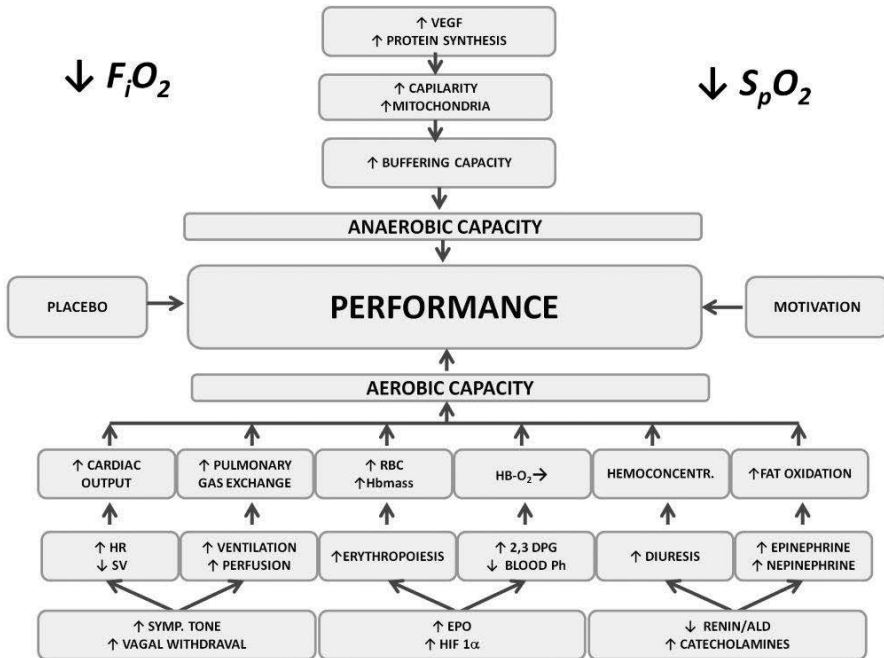 ↑ VEGF
↑ PROTEIN SYNTHESIS
↓ FiO2
↓ SpO2
↑ CAPILARITY
↑MITOCHONDRIA
↑ BUFFERING CAPACITY
ANAEROBIC CAPACITY
PLACEBO
PERFORMANCE
MOTIVATION
AEROBIC CAPACITY
↑ CARDIAC
OUTPUT
↑ PULMONARY
GAS EXCHANGE
↑ RBC
↑Hbmass
HB-O2→
HEMOCONCENTR.
↑FAT OXIDATION
↑ HR
↓ SV
↑ VENTILATION
↑ PERFUSION
↑ERYTHROPOIESIS
↑ 2,3 DPG
↓ BLOOD Ph
↑ DIURESIS
↑ EPINEPHRINE
↑ NEPINEPHRINE
↑ SYMP. TONE
↑ VAGAL WITHDRAVAL
↑ EPO
↑ HIF 1α
↓ RENIN/ALD
↑ CATECHOLAMINES